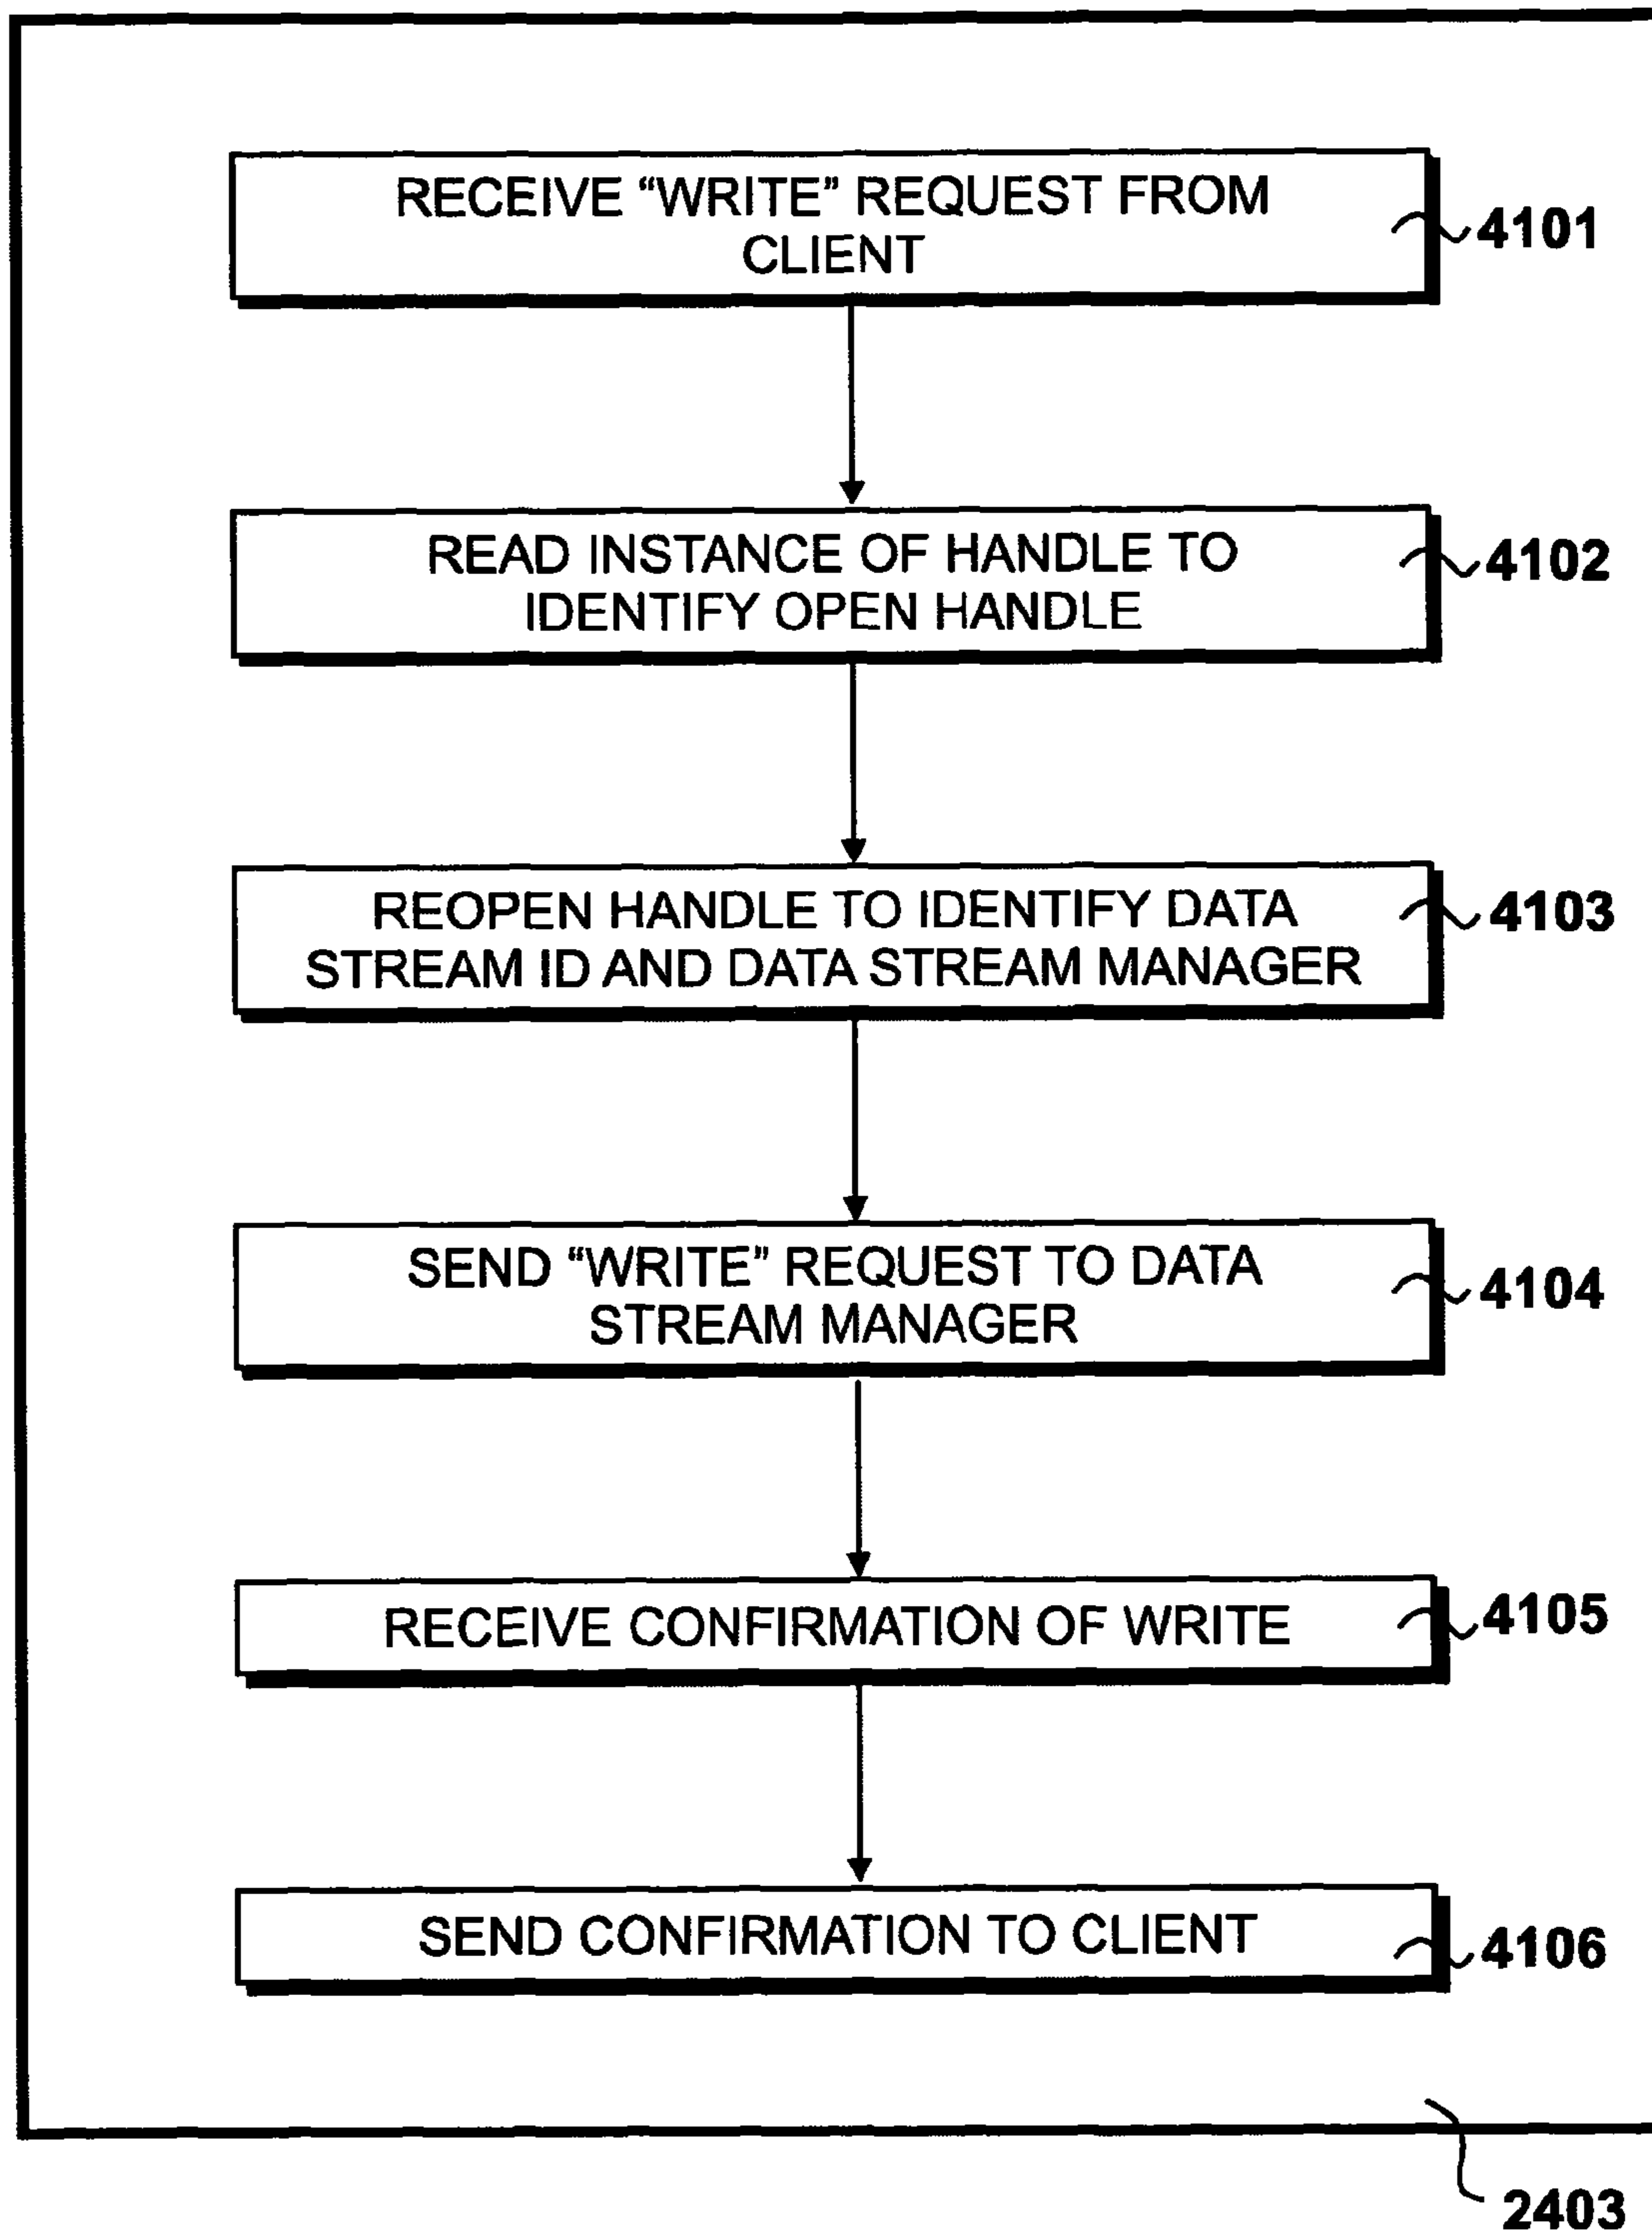 RECEIVE “WRITE” REQUEST FROM
CLIENT
4101
READ INSTANCE OF HANDLE TO
IDENTIFY OPEN HANDLE
4102
REOPEN HANDLE TO IDENTIFY DATA
STREAM ID AND DATA STREAM MANAGER
4103
SEND “WRITE” REQUEST TO DATA
STREAM MANAGER
4104
RECEIVE CONFIRMATION OF WRITE
4105
SEND CONFIRMATION TO CLIENT
4106
2403